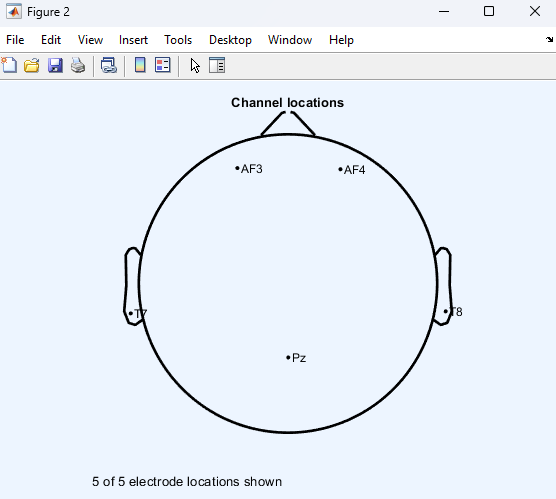 Figure 2
File Edit View Insert Tools Desktop Window Help
Channel locations
AF3 AF4
T7 T8
Pz
5 of 5 electrode locations shown